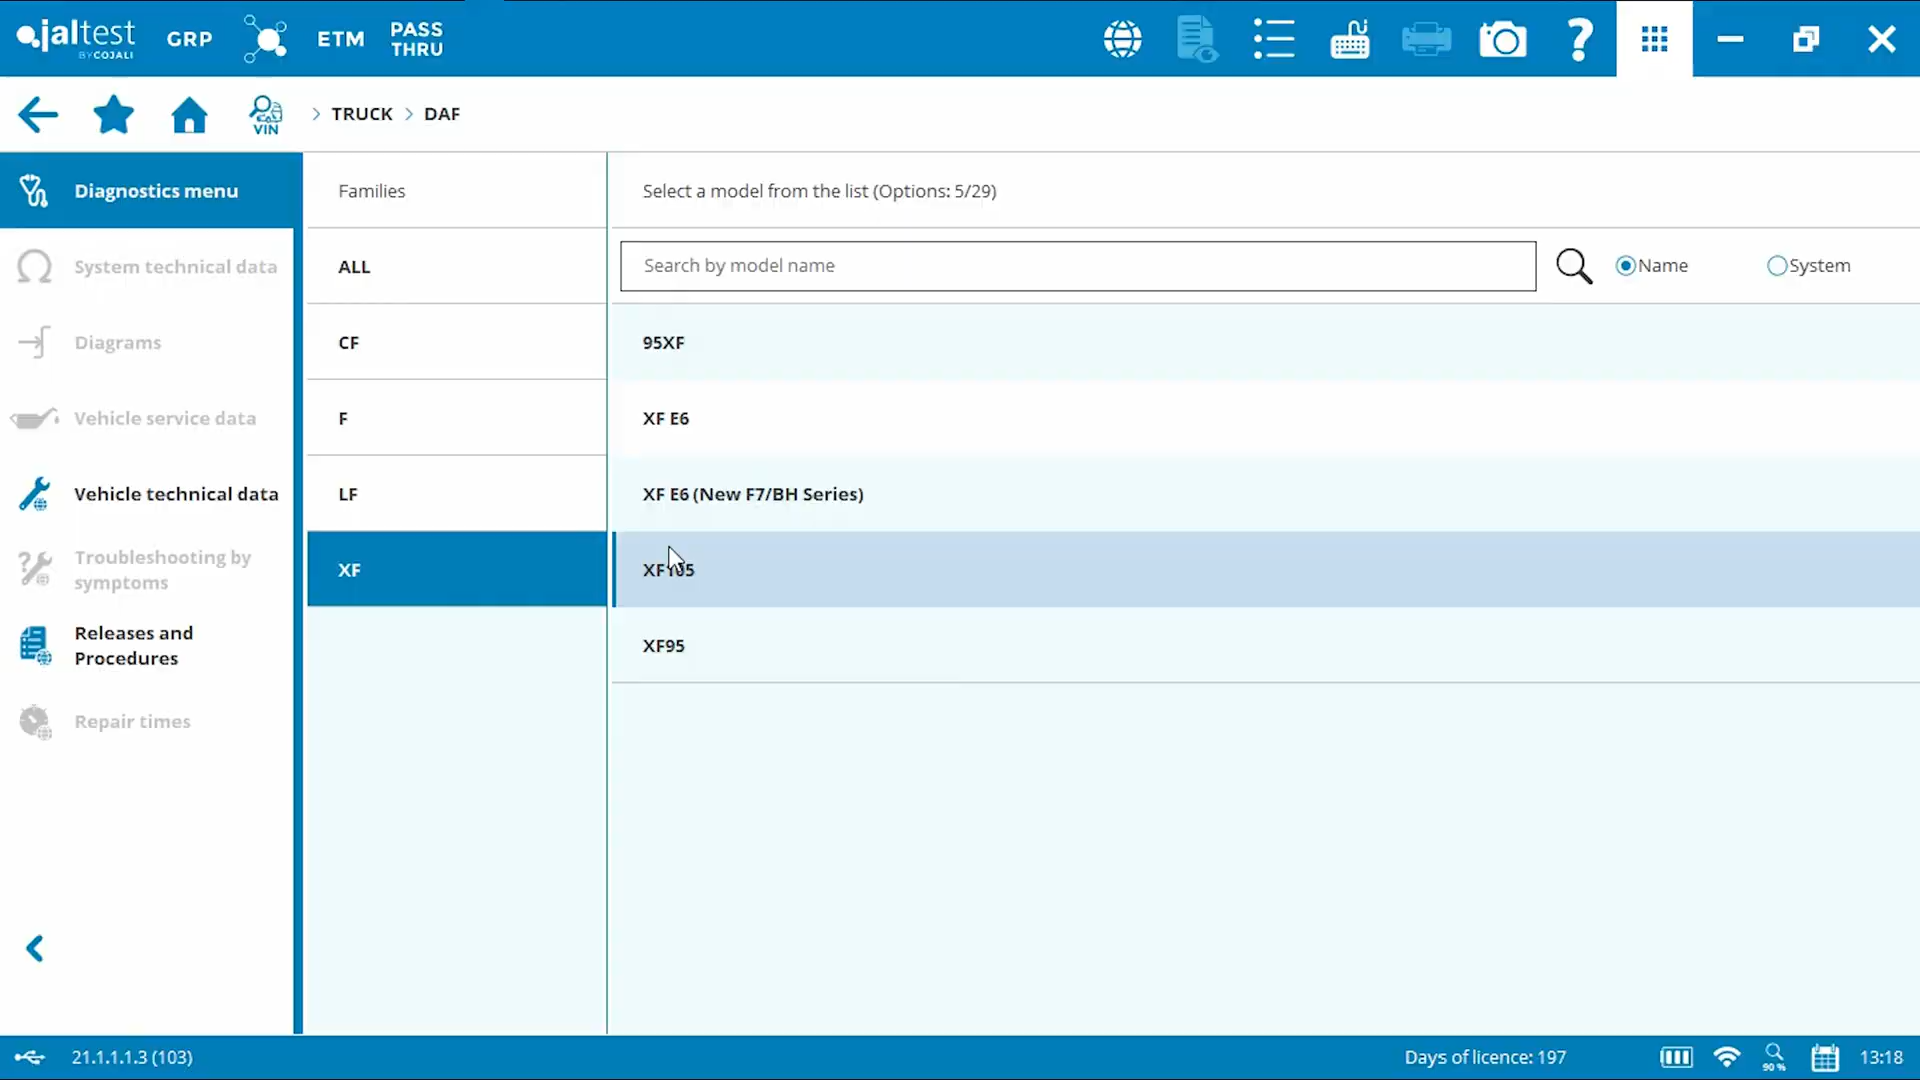 jaltest
BY COJALI
GRP
ETM
PASS
THRU
VIN
> TRUCK > DAF
Diagnostics menu
System technical data
Diagrams
Vehicle service data
Vehicle technical data
Troubleshooting by
symptoms
Releases and
Procedures
Repair times
Families
ALL
CF
F
LF
XF
Select a model from the list (Options: 5/29)
Search by model name
Name
System
95XF
XF E6
XF E6 (New F7/BH Series)
XF105
XF95
21.1.1.1.3 (103)
Days of licence: 197
90 %
13:18